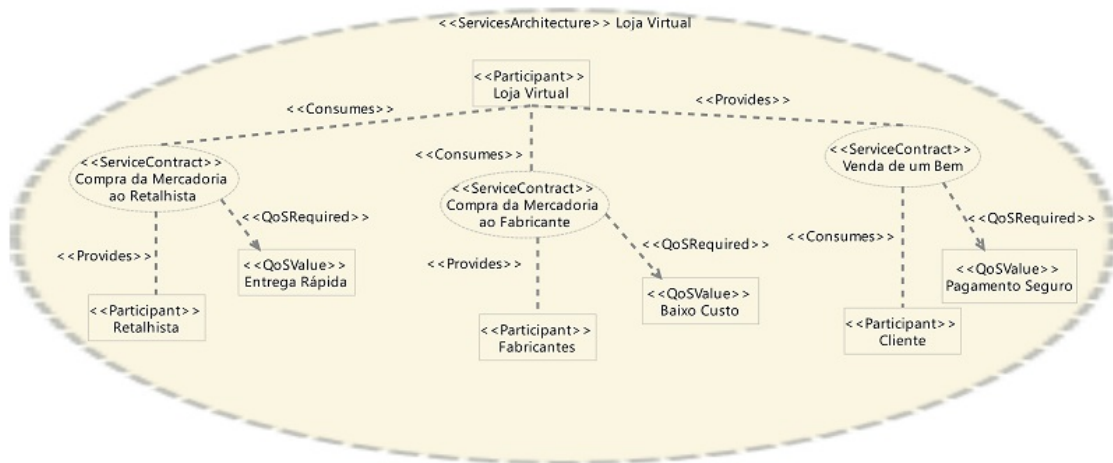 <<ServicesArchitecture>> Loja Virtual
<<Participant>>
Loja Virtual
<<Consumes>>
<<Provides>>
<<Consumes>>
<<ServiceContract>>
Compra da Mercadoria
ao Retalhista
<<ServiceContract>>
Compra da Mercadoria
ao Fabricante
<<ServiceContract>>
Venda de um Bem
<<QoSRequired>>
<<QoSRequired>>
<<QoSRequired>>
<<Provides>>
<<Provides>>
<<Consumes>>
<<QoSValue>>
Entrega Rápida
<<QoSValue>>
Baixo Custo
<<QoSValue>>
Pagamento Seguro
<<Participant>>
Retalhista
<<Participant>>
Fabricantes
<<Participant>>
Cliente